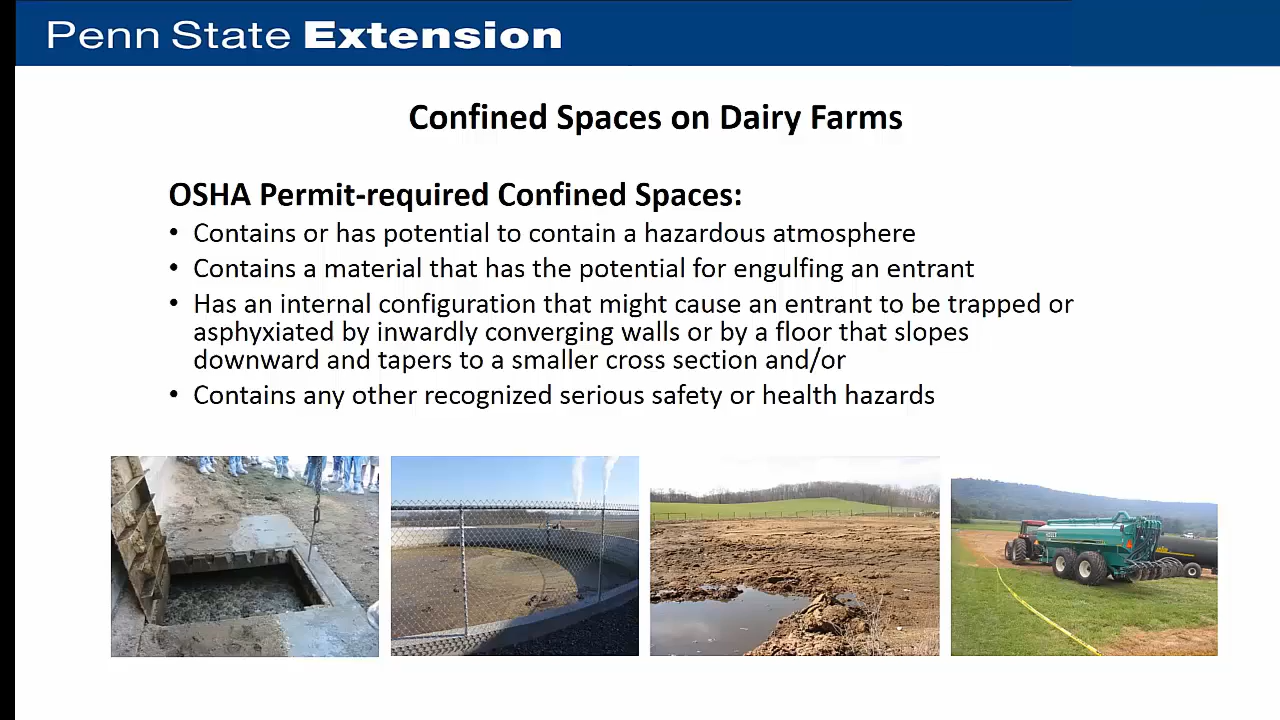 Penn State Extension
Confined Spaces on Dairy Farms
OSHA Permit-required Confined Spaces:
• Contains or has potential to contain a hazardous atmosphere
• Contains a material that has the potential for engulfing an entrant
• Has an internal configuration that might cause an entrant to be trapped or
asphyxiated by inwardly converging walls or by a floor that slopes
downward and tapers to a smaller cross section and/or
• Contains any other recognized serious safety or health hazards